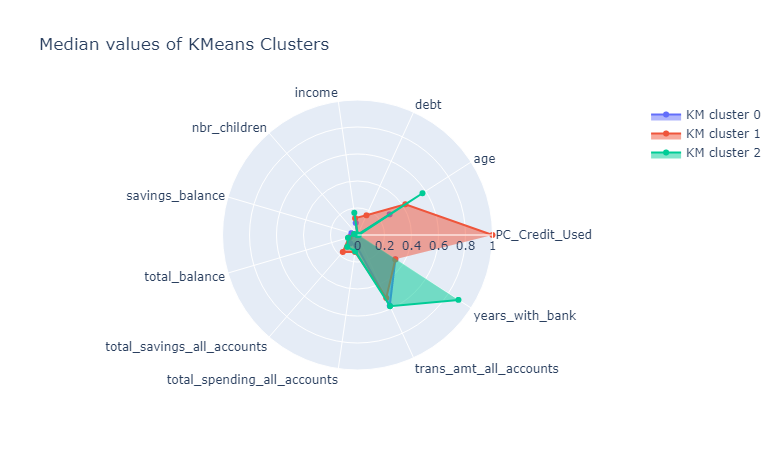 Median values of KMeans Clusters
income
debt
nbr_children
age
savings_balance
0 0.2 0.4 0.6 0.8 1
PC_Credit_Used
total_balance
years_with_bank
total_savings_all_accounts
trans_amt_all_accounts
total_spending_all_accounts
KM cluster 0
KM cluster 1
KM cluster 2